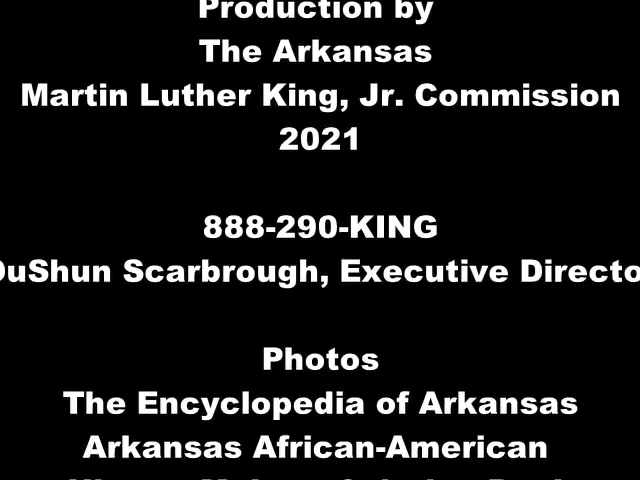 Production by
The Arkansas
Martin Luther King, Jr. Commission
2021
888-290-KING
DuShun Scarbrough, Executive Director
Photos
The Encyclopedia of Arkansas
Arkansas African-American